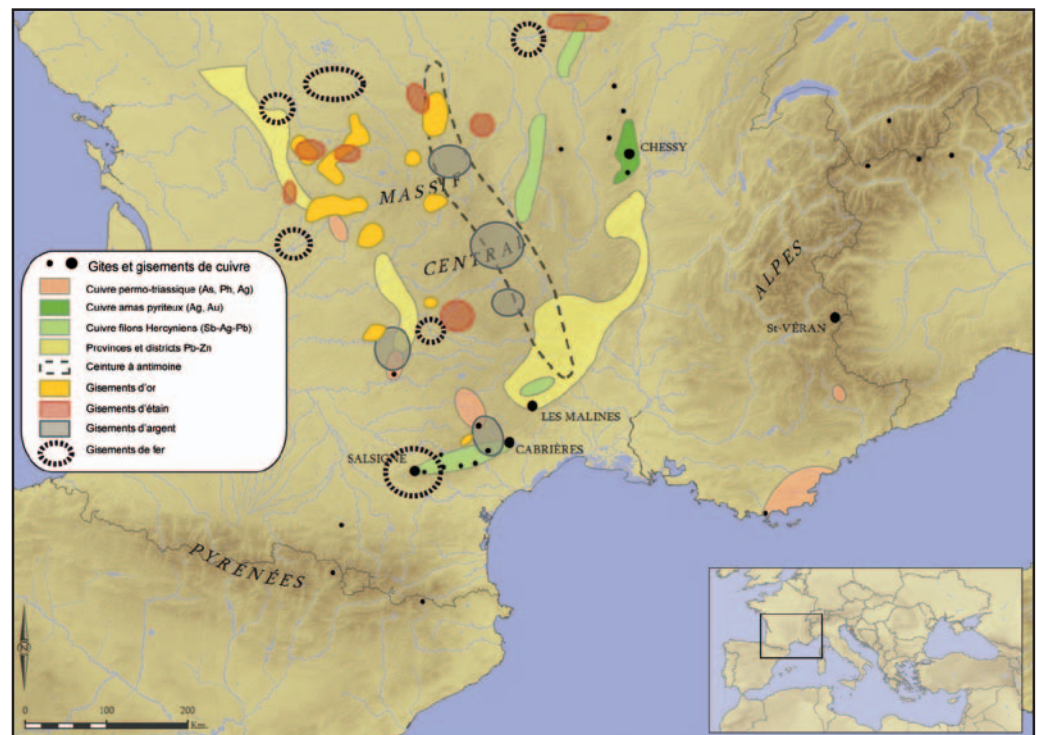 CHESSY
MASSIF
CENTRAL
ALPES
St-VÉRAN
LES MALINES
CABRIÈRES
SALSIGNE
PYRÉNÉES
Gites et gisements de cuivre
Cuivre permo-triassique (As, Ph, Ag)
Cuivre amas pyriteux (Ag, Au)
Cuivre filons Hercyniens (Sb-Ag-Pb)
Provinces et districts Pb-Zn
Ceinture à antimoine
Gisements d'or
Gisements d'étain
Gisements d'argent
Gisements de fer
N
0 100 200
Km.